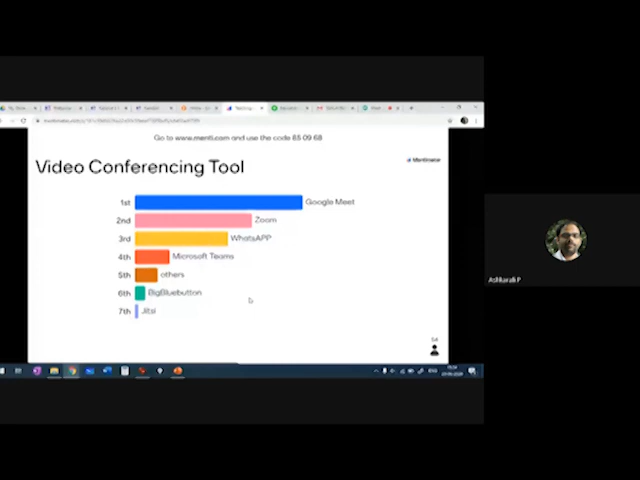 Go to www.menti.com and use the code 85 09 68
Mentimeter
Video Conferencing Tool
1st Google Meet
2nd Zoom
3rd WhatsAPP
4th Microsoft Teams
5th others
6th BigBluebutton
7th Jitsi
Ashkarali P